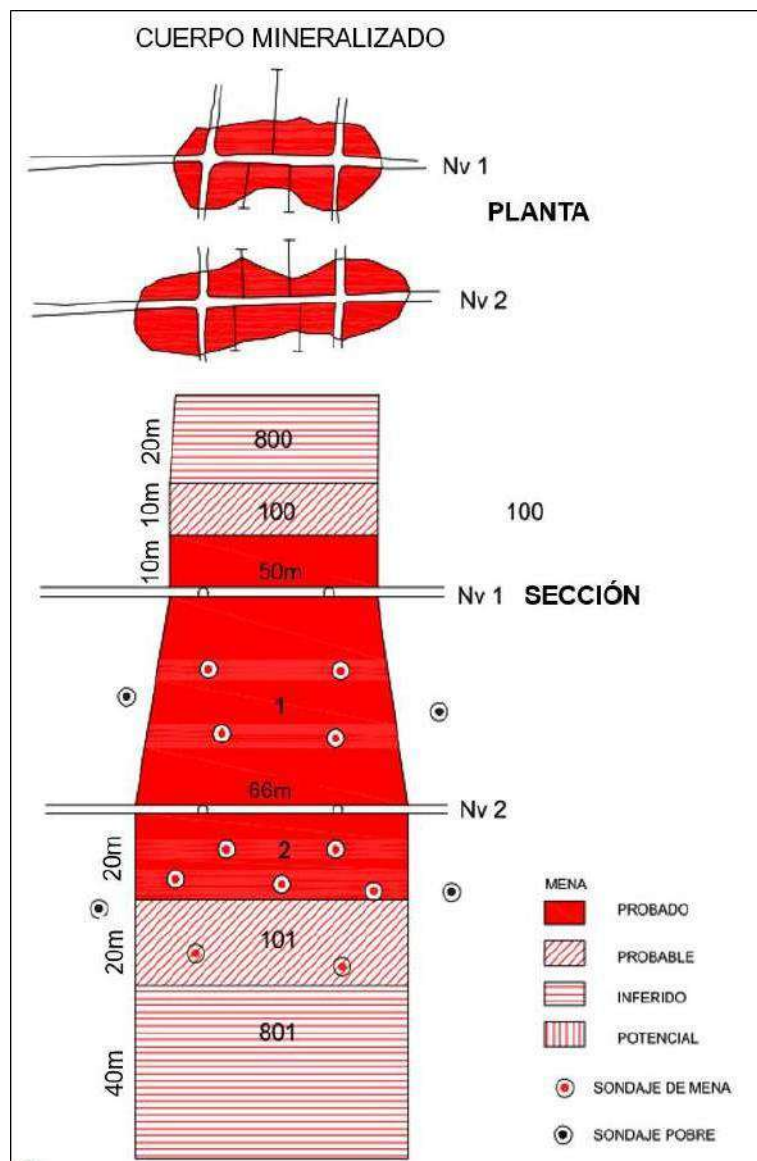 CUERPO MINERALIZADO
Nv 1
PLANTA
Nv 2
20m
800
10m
100
100
10m
50m
Nv 1 SECCIÓN
1
66m
Nv 2
20m
2
20m
101
40m
801
MENA
PROBADO
PROBABLE
INFERIDO
POTENCIAL
SONDAJE DE MENA
SONDAJE POBRE